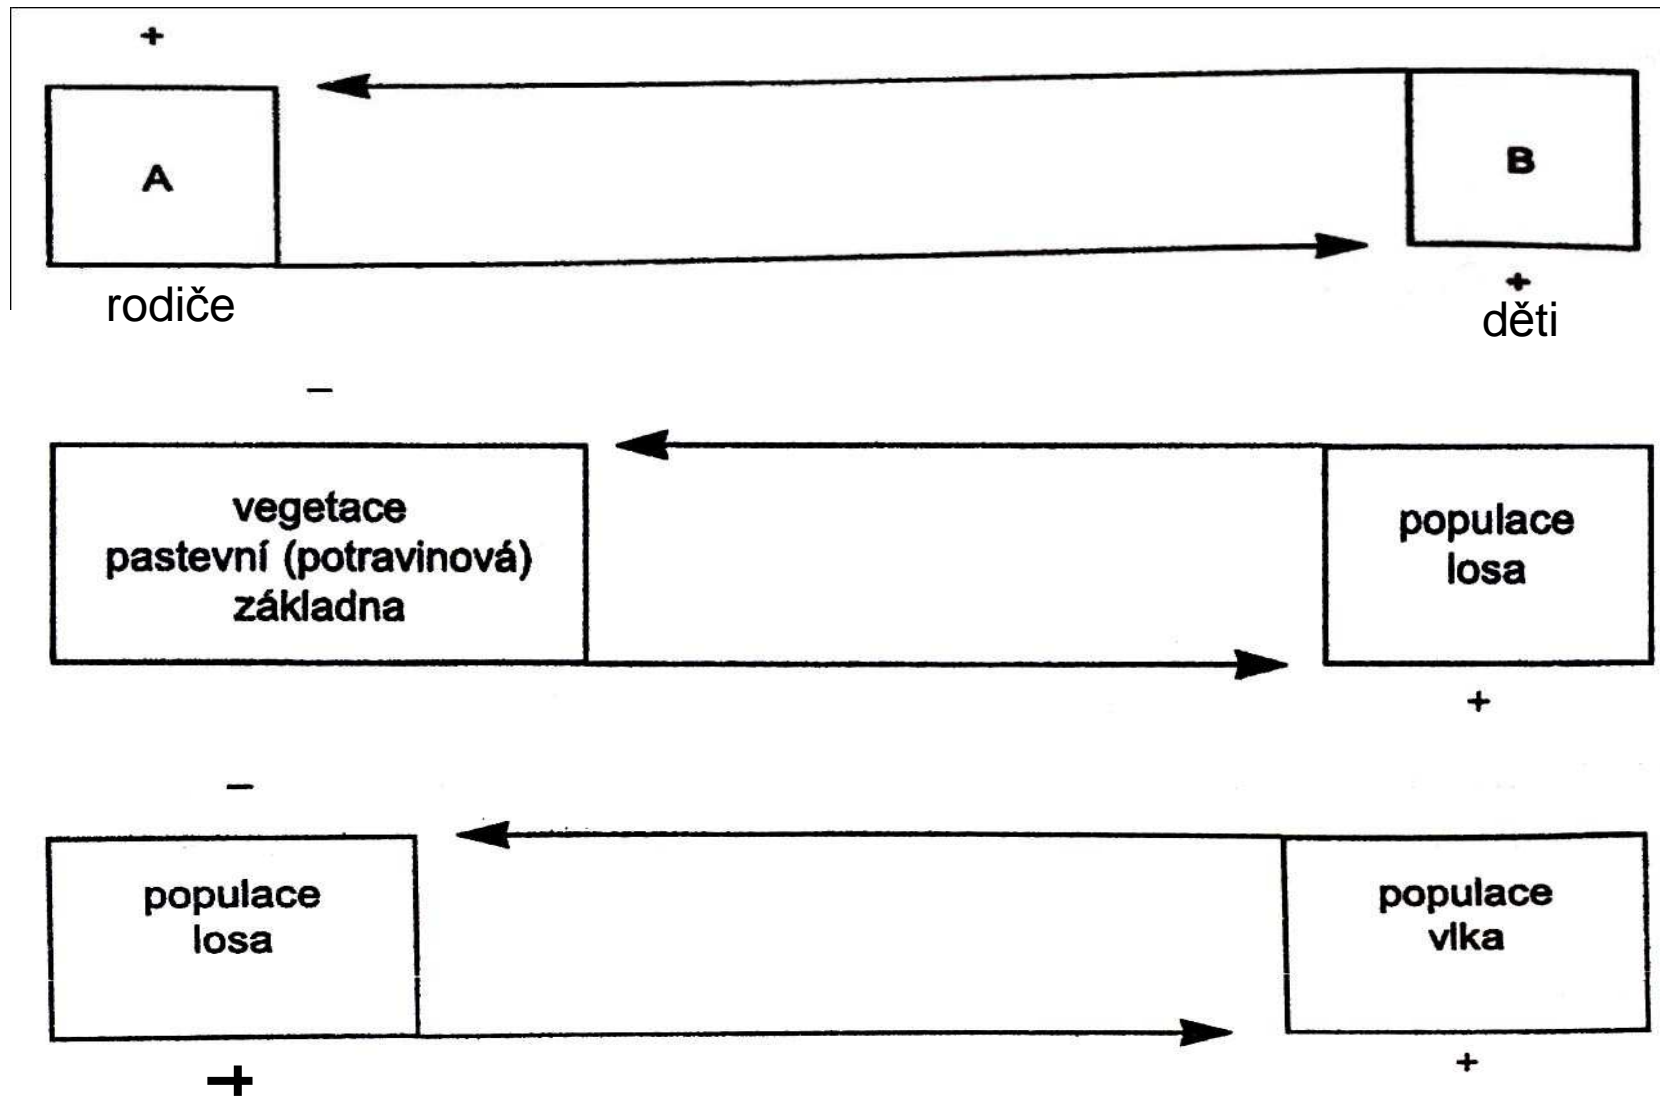 +
A
B
+
rodiče
děti
–
vegetace
pastevní (potravinová)
základna
populace
losa
+
–
populace
losa
populace
vlka
+
+